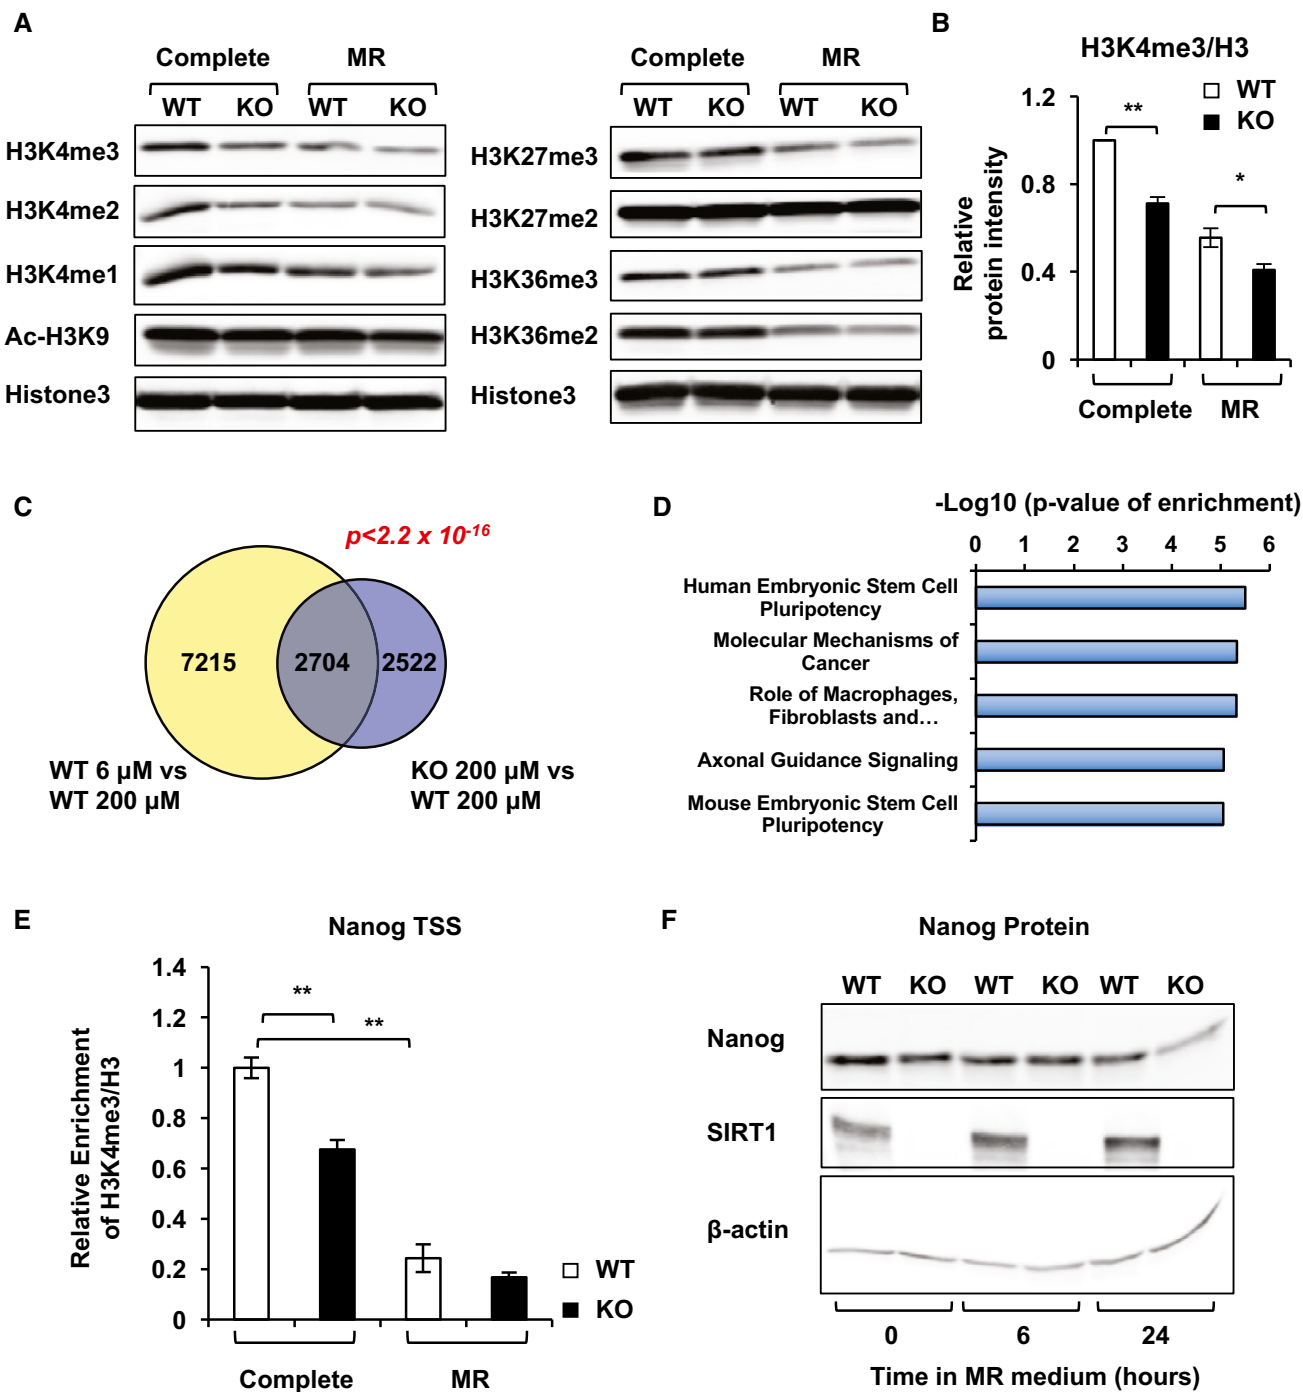 A
Complete MR
WT KO WT KO
H3K4me3
H3K4me2
H3K4me1
Ac-H3K9
Histone3
Complete MR
WT KO WT KO
H3K27me3
H3K27me2
H3K36me3
H3K36me2
Histone3
B
H3K4me3/H3
WT
KO
Relative
protein intensity
1.2
0.8
0.4
0
**
*
Complete MR
C
p<2.2 x 10-16
7215 2704 2522
WT 6 µM vs
WT 200 µM
KO 200 µM vs
WT 200 µM
D
-Log10 (p-value of enrichment)
0 1 2 3 4 5 6
Human Embryonic Stem Cell
Pluripotency
Molecular Mechanisms of
Cancer
Role of Macrophages,
Fibroblasts and…
Axonal Guidance Signaling
Mouse Embryonic Stem Cell
Pluripotency
E
Nanog TSS
Relative Enrichment
of H3K4me3/H3
1.4
1.2
1
0.8
0.6
0.4
0.2
0
**
**
WT
KO
Complete MR
F
Nanog Protein
WT KO WT KO WT KO
Nanog
SIRT1
β-actin
0 6 24
Time in MR medium (hours)